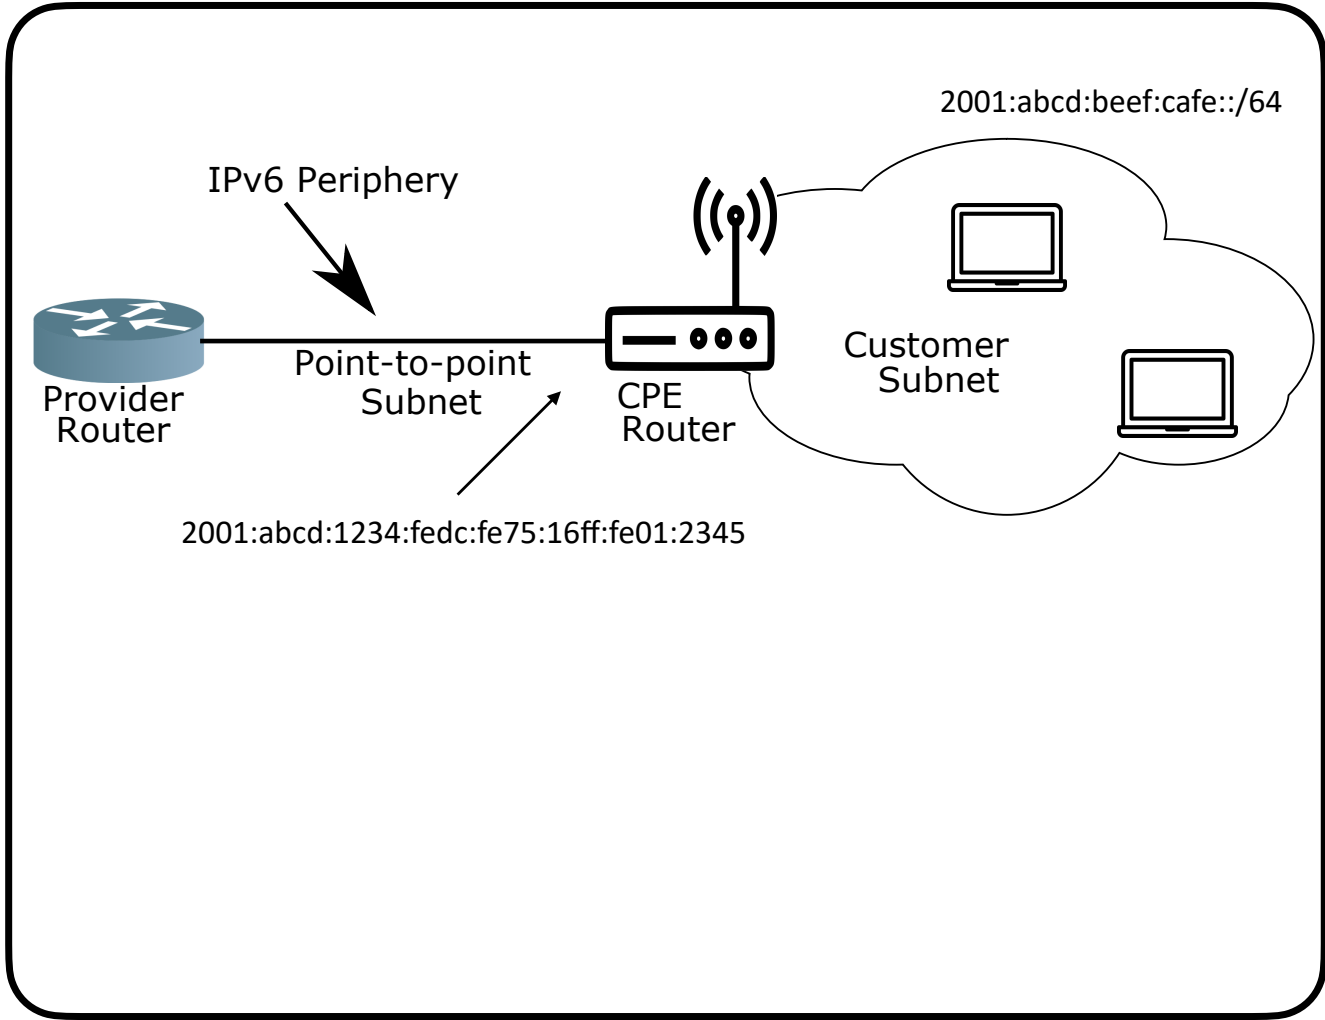 2001:abcd:beef:cafe::/64
IPv6 Periphery
Point-to-point
Subnet
Provider
Router
CPE
Router
Customer
Subnet
2001:abcd:1234:fedc:fe75:16ff:fe01:2345